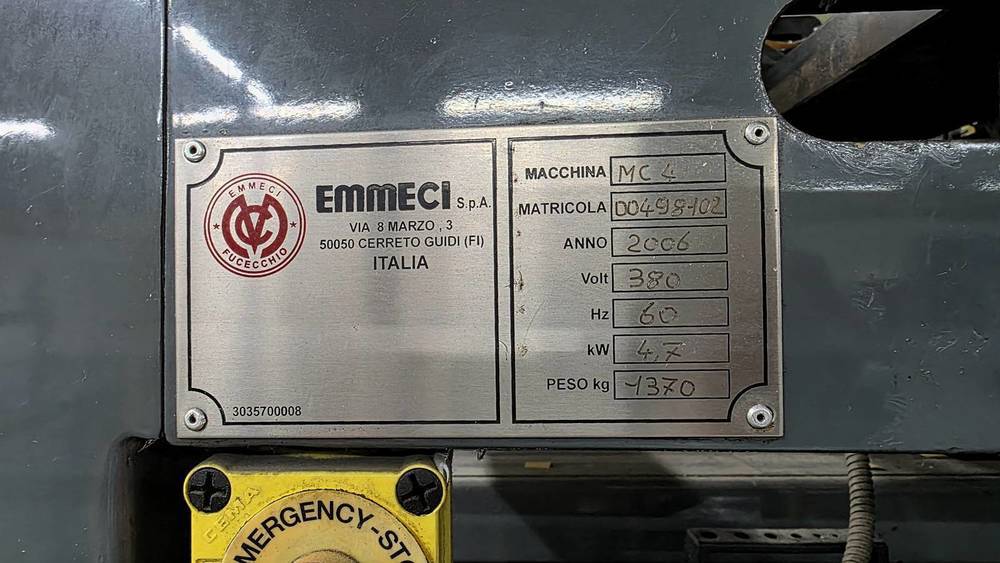 EMMECI
FUCECCHIO
EMMECI S.p.A.
VIA 8 MARZO , 3
50050 CERRETO GUIDI (FI)
ITALIA
3035700008
MACCHINA MC 4
MATRICOLA D0498102
ANNO 2006
Volt 380
Hz 60
kW 4,7
PESO kg 1370
CEMA
EMERGENCY-STO